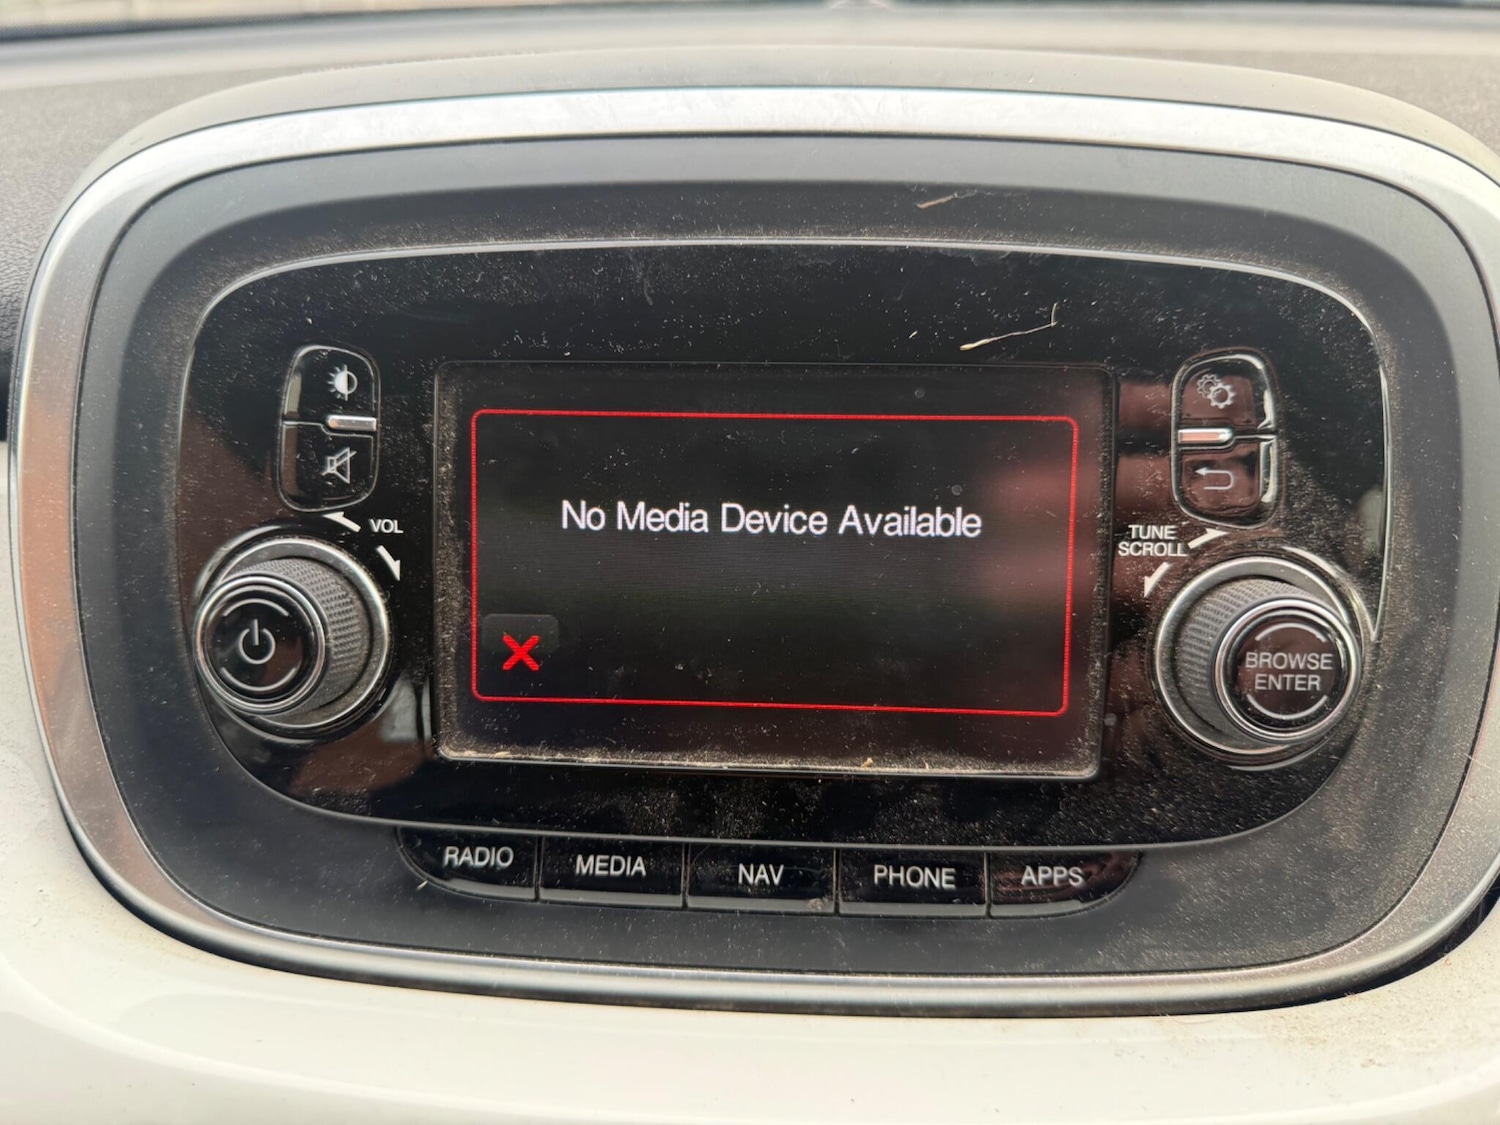 No Media Device Available
VOL
TUNE
SCROLL
BROWSE
ENTER
RADIO
MEDIA
NAV
PHONE
APPS